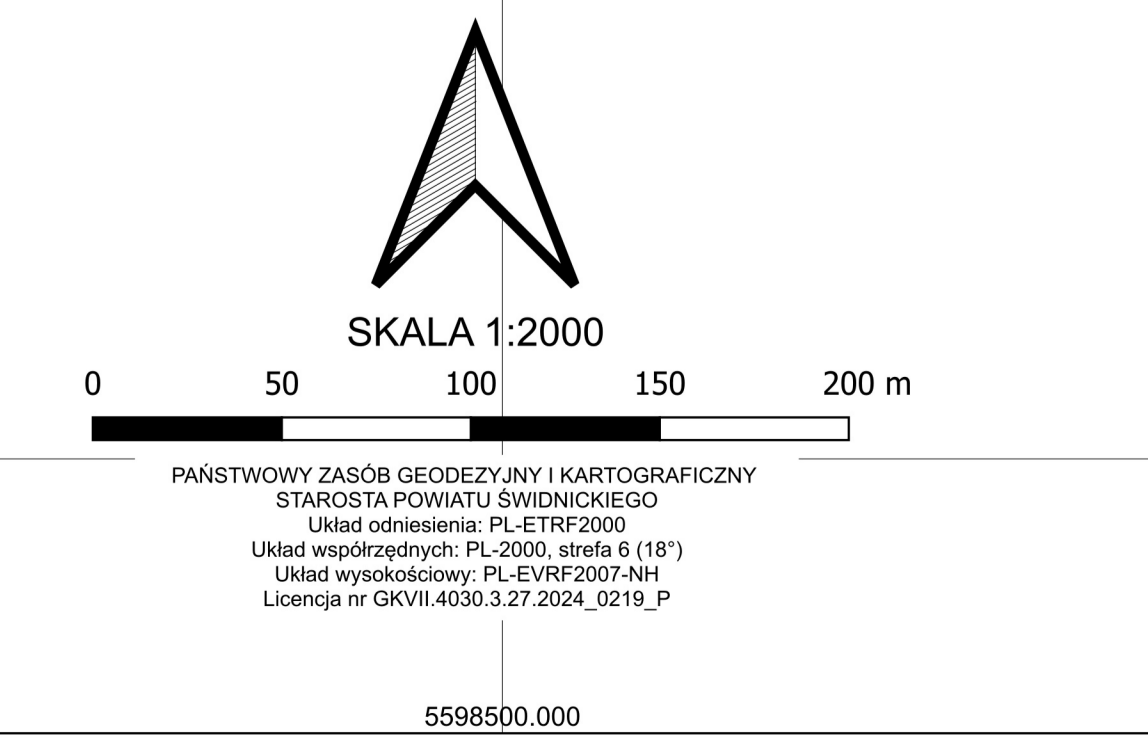 SKALA 1:2000
0 50 100 150 200 m
PAŃSTWOWY ZASÓB GEODEZYJNY I KARTOGRAFICZNY
STAROSTA POWIATU ŚWIDNICKIEGO
Układ odniesienia: PL-ETRF2000
Układ współrzędnych: PL-2000, strefa 6 (18°)
Układ wysokościowy: PL-EVRF2007-NH
Licencja nr GKVII.4030.3.27.2024_0219_P
5598500.000